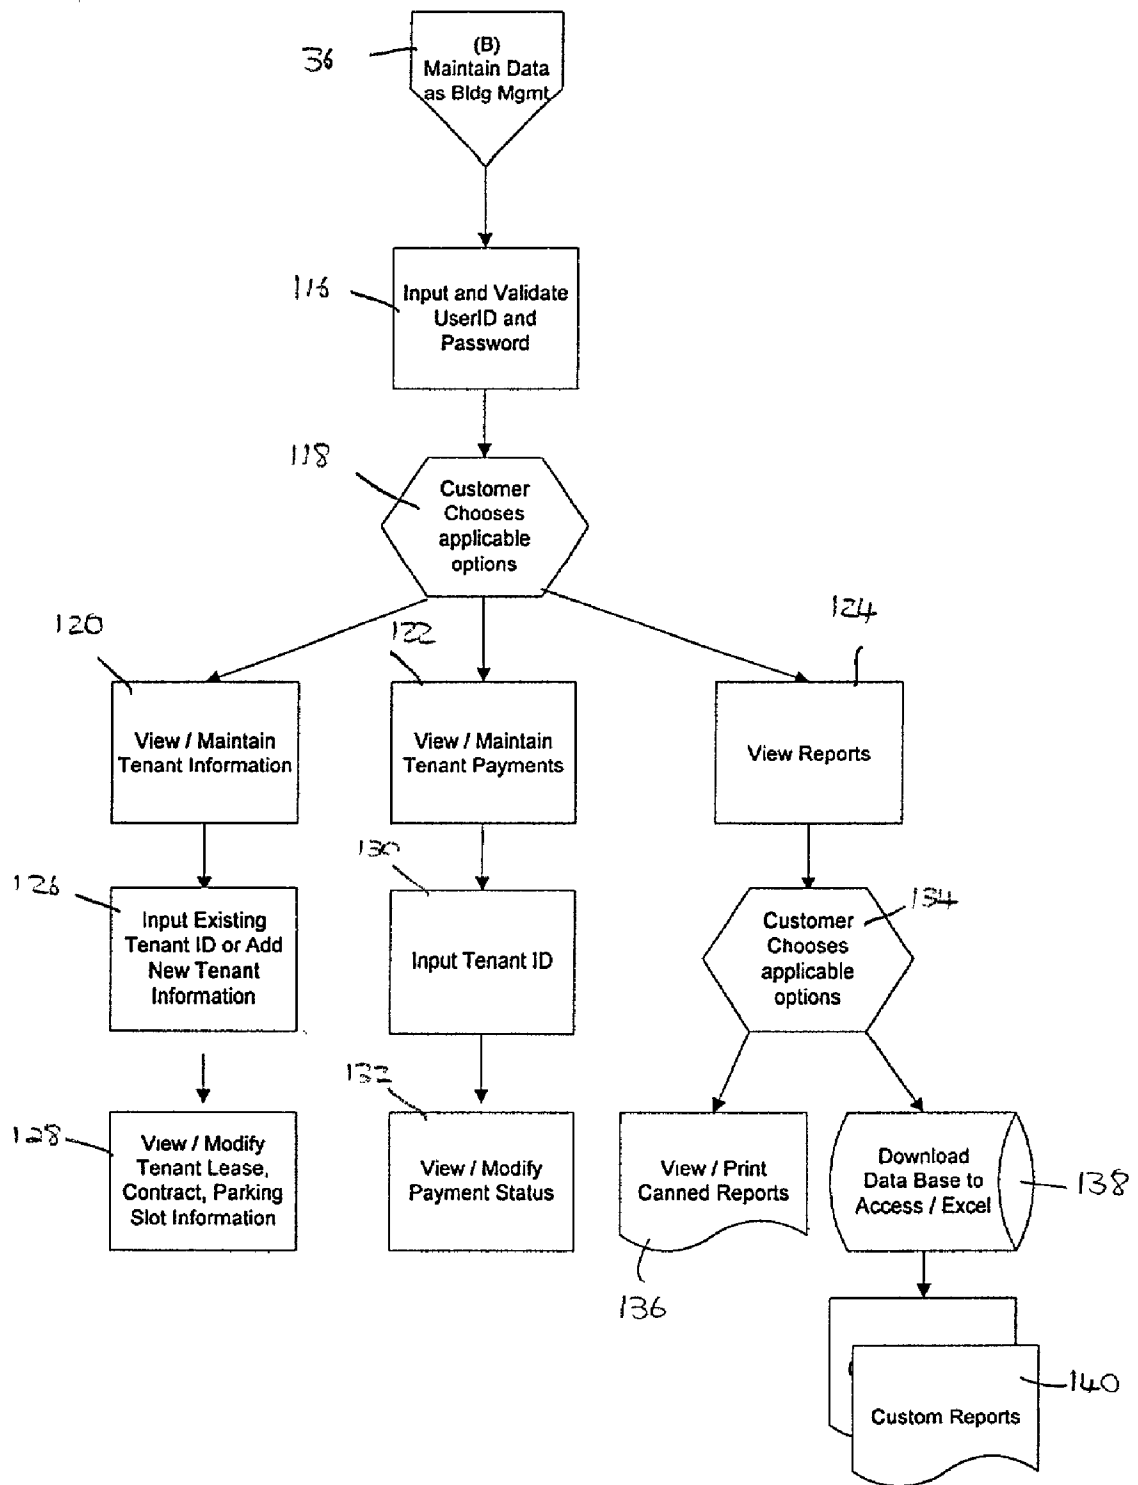 36
(B)
Maintain Data
as Bldg Mgmt
116
Input and Validate
UserID and
Password
118
Customer
Chooses
applicable
options
120
122
124
View / Maintain
Tenant Information
View / Maintain
Tenant Payments
View Reports
126
130
134
Input Existing
Tenant ID or Add
New Tenant
Information
Input Tenant ID
Customer
Chooses
applicable
options
128
132
View / Modify
Tenant Lease,
Contract, Parking
Slot Information
View / Modify
Payment Status
View / Print
Canned Reports
Download
Data Base to
Access / Excel
138
136
140
Custom Reports